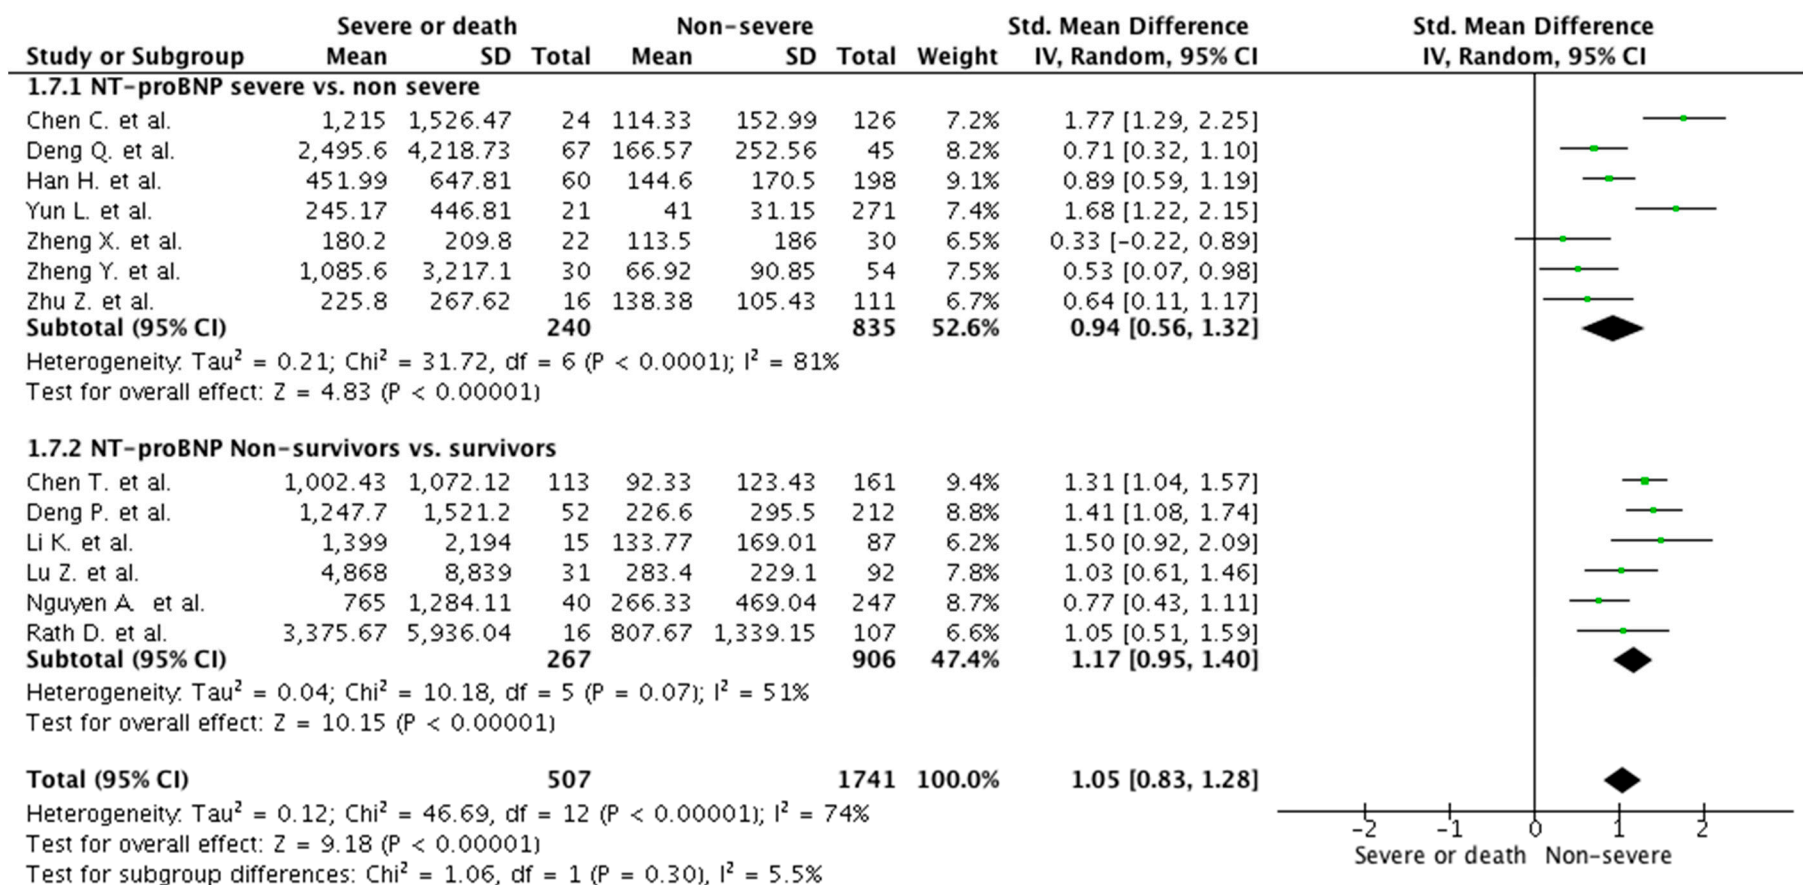 Severe or death Non-severe Std. Mean Difference Std. Mean Difference
Study or Subgroup Mean SD Total Mean SD Total Weight IV, Random, 95% CI IV, Random, 95% CI
1.7.1 NT-proBNP severe vs. non severe
Chen C. et al. 1,215 1,526.47 24 114.33 152.99 126 7.2% 1.77 [1.29, 2.25]
Deng Q. et al. 2,495.6 4,218.73 67 166.57 252.56 45 8.2% 0.71 [0.32, 1.10]
Han H. et al. 451.99 647.81 60 144.6 170.5 198 9.1% 0.89 [0.59, 1.19]
Yun L. et al. 245.17 446.81 21 41 31.15 271 7.4% 1.68 [1.22, 2.15]
Zheng X. et al. 180.2 209.8 22 113.5 186 30 6.5% 0.33 [-0.22, 0.89]
Zheng Y. et al. 1,085.6 3,217.1 30 66.92 90.85 54 7.5% 0.53 [0.07, 0.98]
Zhu Z. et al. 225.8 267.62 16 138.38 105.43 111 6.7% 0.64 [0.11, 1.17]
Subtotal (95% CI) 240 835 52.6% 0.94 [0.56, 1.32]
Heterogeneity: Tau² = 0.21; Chi² = 31.72, df = 6 (P < 0.0001); I² = 81%
Test for overall effect: Z = 4.83 (P < 0.00001)
1.7.2 NT-proBNP Non-survivors vs. survivors
Chen T. et al. 1,002.43 1,072.12 113 92.33 123.43 161 9.4% 1.31 [1.04, 1.57]
Deng P. et al. 1,247.7 1,521.2 52 226.6 295.5 212 8.8% 1.41 [1.08, 1.74]
Li K. et al. 1,399 2,194 15 133.77 169.01 87 6.2% 1.50 [0.92, 2.09]
Lu Z. et al. 4,868 8,839 31 283.4 229.1 92 7.8% 1.03 [0.61, 1.46]
Nguyen A. et al. 765 1,284.11 40 266.33 469.04 247 8.7% 0.77 [0.43, 1.11]
Rath D. et al. 3,375.67 5,936.04 16 807.67 1,339.15 107 6.6% 1.05 [0.51, 1.59]
Subtotal (95% CI) 267 906 47.4% 1.17 [0.95, 1.40]
Heterogeneity: Tau² = 0.04; Chi² = 10.18, df = 5 (P = 0.07); I² = 51%
Test for overall effect: Z = 10.15 (P < 0.00001)
Total (95% CI) 507 1741 100.0% 1.05 [0.83, 1.28]
Heterogeneity: Tau² = 0.12; Chi² = 46.69, df = 12 (P < 0.00001); I² = 74%
-2 -1 0 1 2
Test for overall effect: Z = 9.18 (P < 0.00001)
Severe or death Non-severe
Test for subgroup differences: Chi² = 1.06, df = 1 (P = 0.30), I² = 5.5%